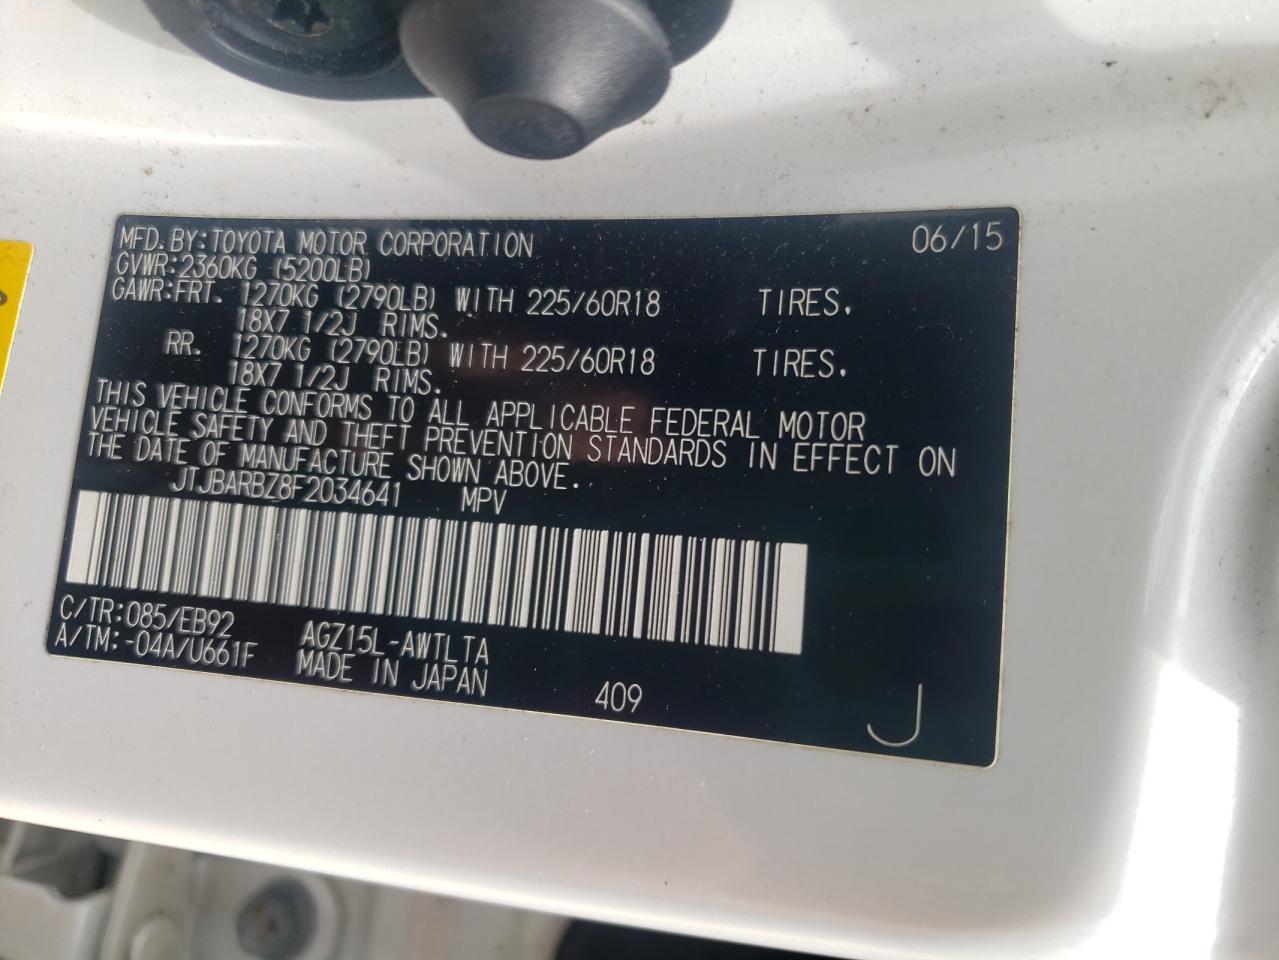 MFD. BY: TOYOTA MOTOR CORPORATION 06/15
GVWR: 2360KG (5200LB)
GAWR: FRT. 1270KG (2790LB) WITH 225/60R18 TIRES.
18X7 1/2J RIMS.
RR. 1270KG (2790LB) WITH 225/60R18 TIRES.
18X7 1/2J RIMS.
THIS VEHICLE CONFORMS TO ALL APPLICABLE FEDERAL MOTOR
VEHICLE SAFETY AND THEFT PREVENTION STANDARDS IN EFFECT ON
THE DATE OF MANUFACTURE SHOWN ABOVE.
JTJBARBZ8F2034641 MPV
C/TR: 085/EB92 AGZ15L-AWTLTA
A/TM: -04A/U661F MADE IN JAPAN 409
J